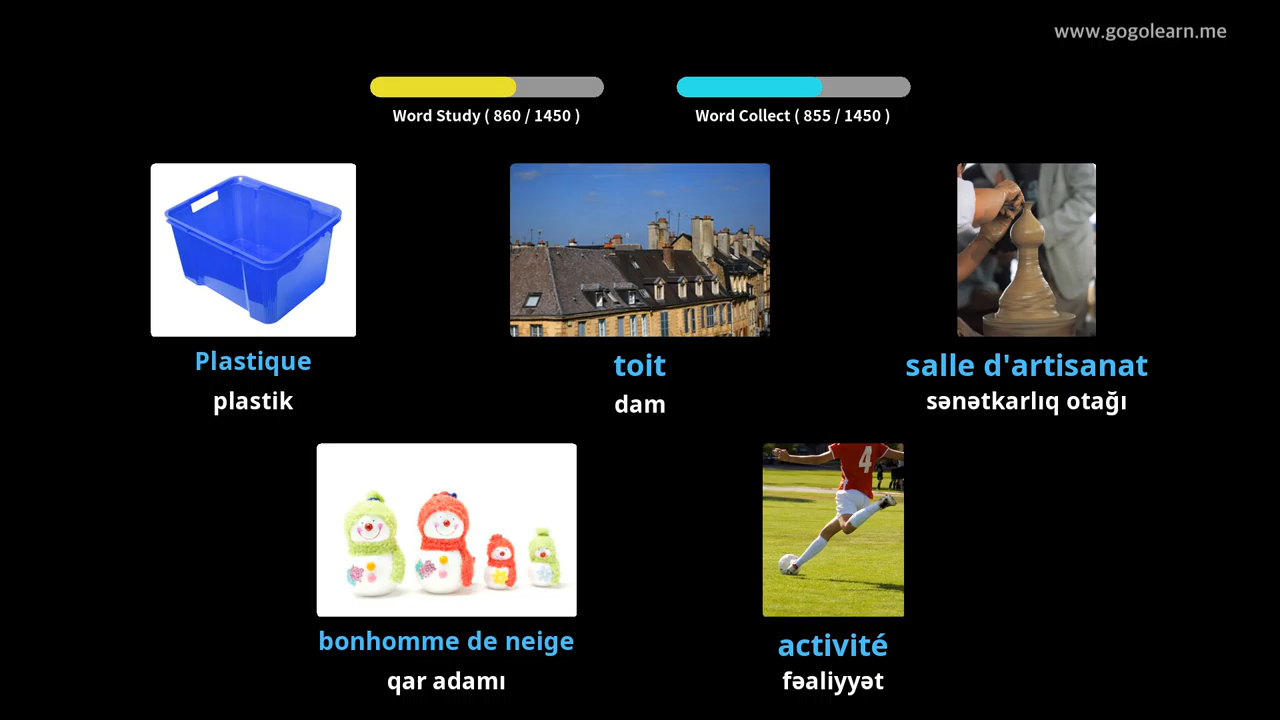 www.gogolearn.me
Word Study ( 860 / 1450 )
Word Collect ( 855 / 1450 )
Plastique
plastik
toit
dam
salle d'artisanat
sənətkarlıq otağı
4
bonhomme de neige
qar adamı
activité
fəaliyyət